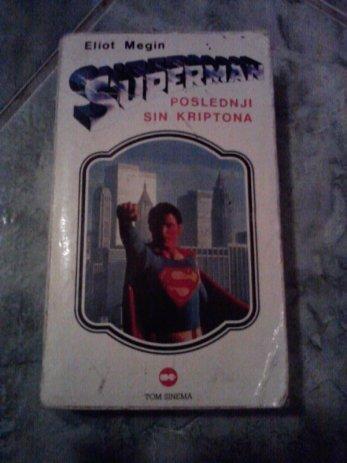 Eliot Megin
SUPERMAN
POSLEDNJI
SIN KRIPTONA
TOM SINEMA